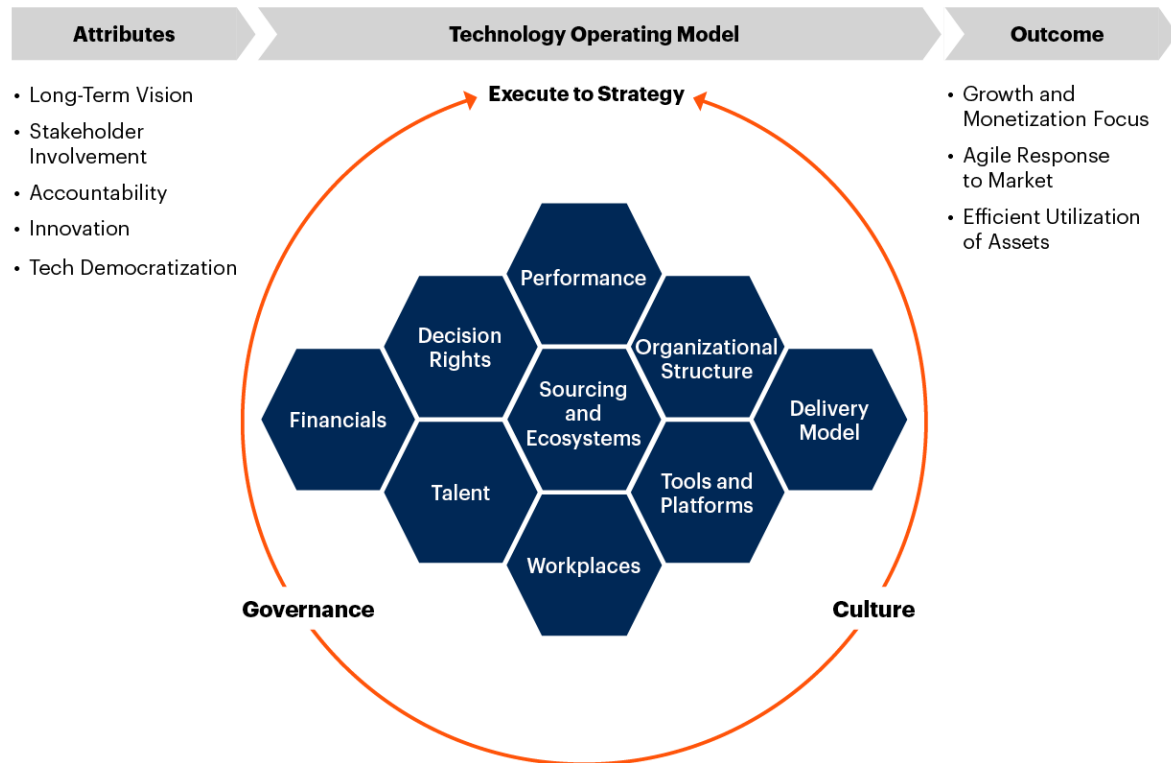 Attributes
Technology Operating Model
Outcome
• Long-Term Vision
• Stakeholder
Involvement
• Accountability
• Innovation
• Tech Democratization
Execute to Strategy
Performance
Decision
Rights
Organizational
Structure
Financials
Sourcing
and
Ecosystems
Delivery
Model
Talent
Tools and
Platforms
Workplaces
Governance
Culture
• Growth and
Monetization Focus
• Agile Response
to Market
• Efficient Utilization
of Assets